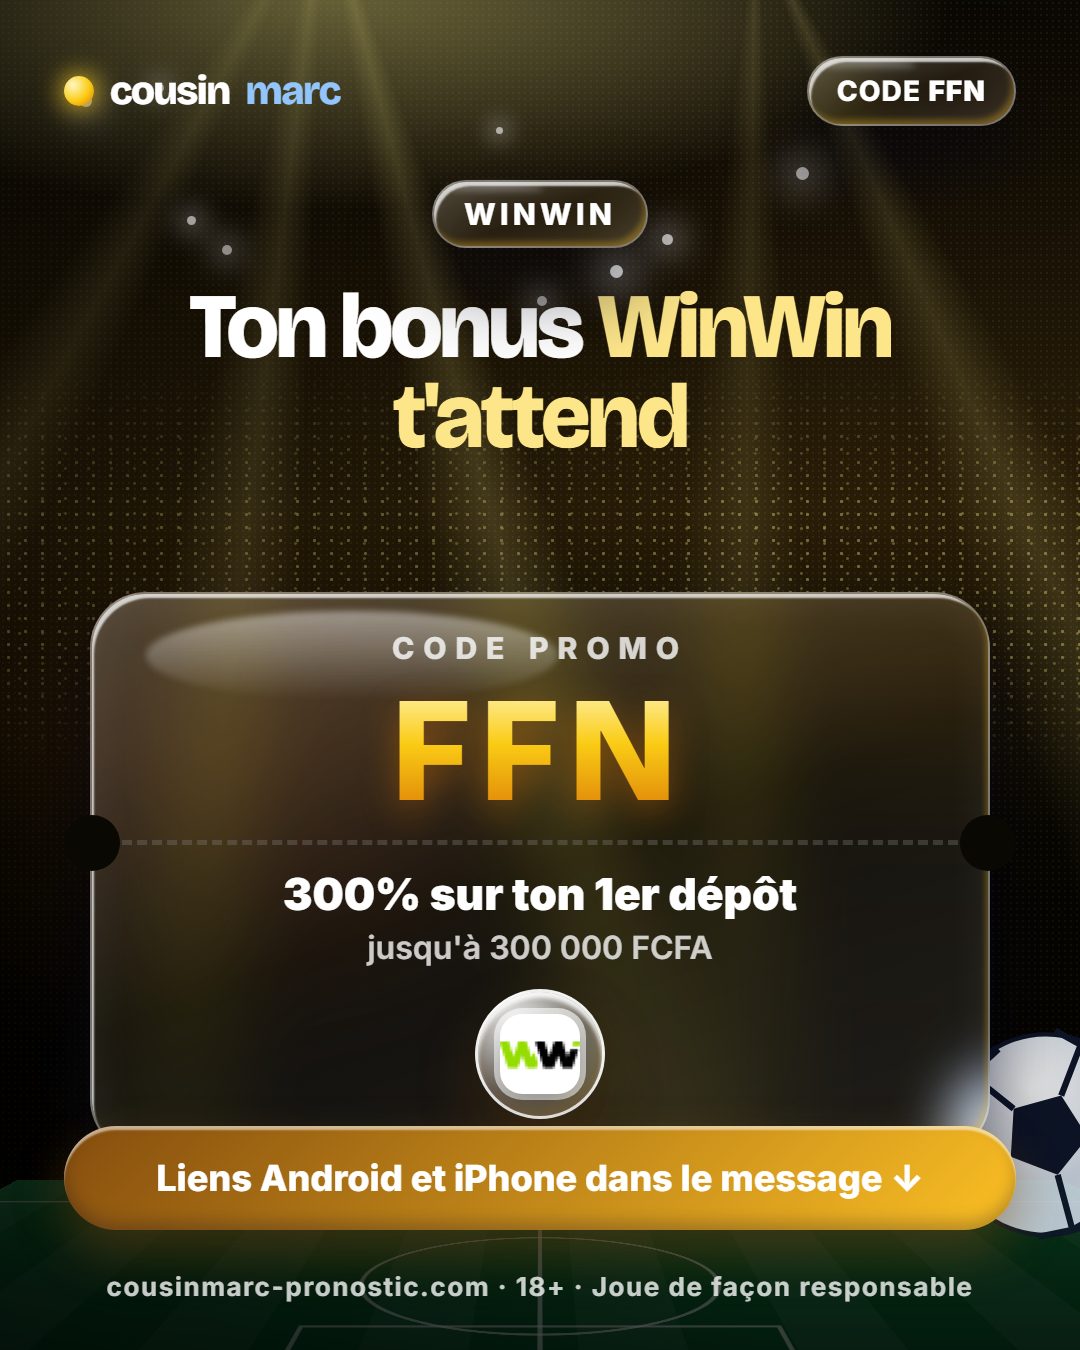 cousin marc
CODE FFN
WINWIN
Ton bonus WinWin
t'attend
CODE PROMO
FFN
300% sur ton 1er dépôt
jusqu'à 300 000 FCFA
WW
Liens Android et iPhone dans le message ↓
cousinmarc-pronostic.com · 18+ · Joue de façon responsable